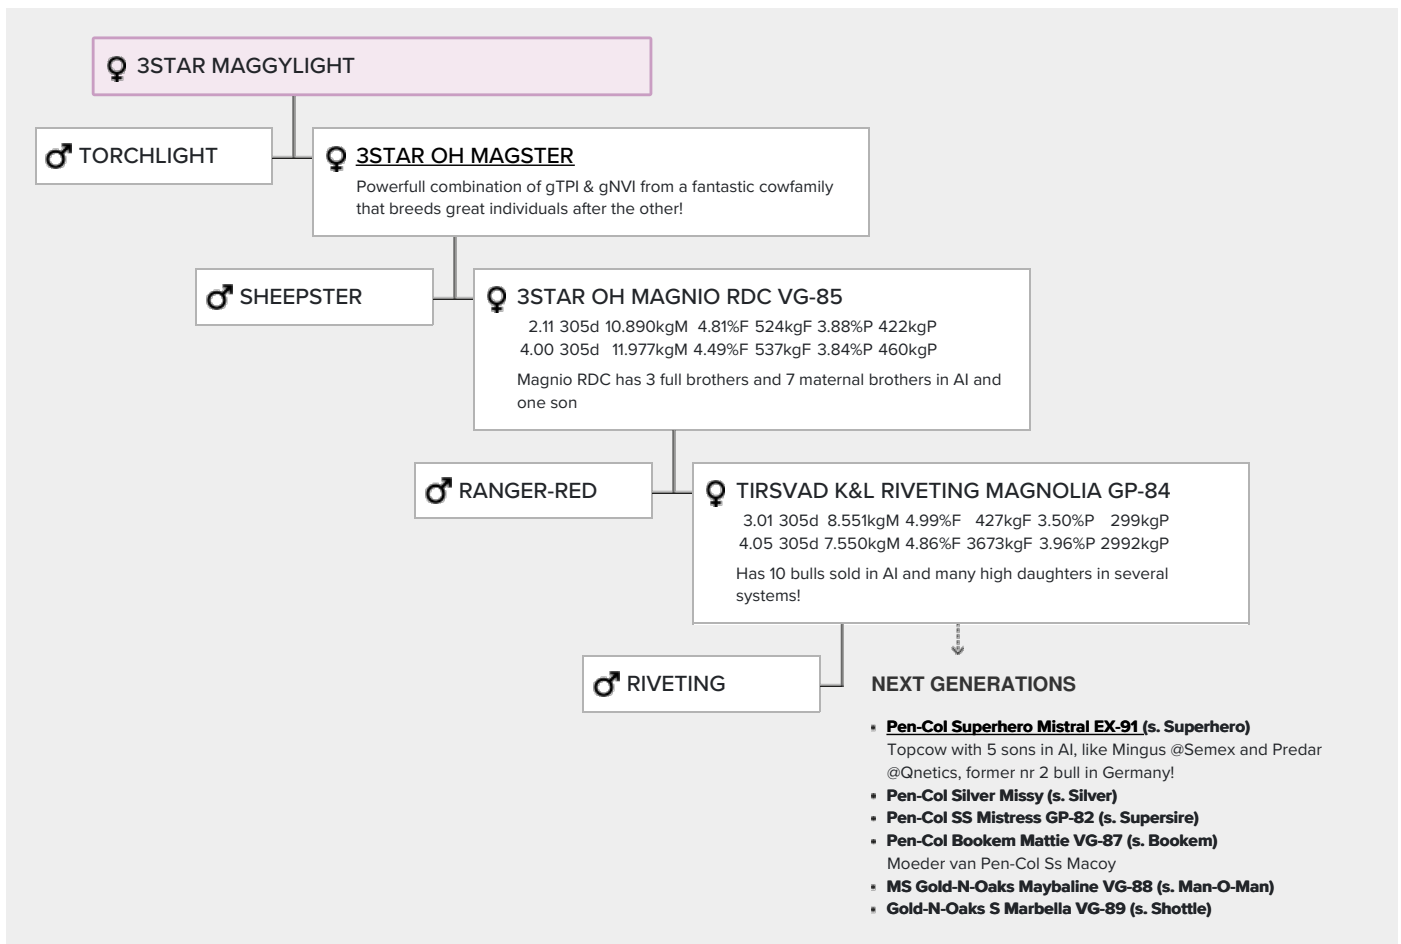 3STAR MAGGYLIGHT
TORCHLIGHT
3STAR OH MAGSTER
Powerfull combination of gTPI & gNVI from a fantastic cowfamily
that breeds great individuals after the other!
SHEEPSTER
3STAR OH MAGNIO RDC VG-85
2.11 305d 10.890kgM 4.81%F 524kgF 3.88%P 422kgP
4.00 305d 11.977kgM 4.49%F 537kgF 3.84%P 460kgP
Magnio RDC has 3 full brothers and 7 maternal brothers in AI and
one son
RANGER-RED
TIRSVAD K&L RIVETING MAGNOLIA GP-84
3.01 305d 8.551kgM 4.99%F 427kgF 3.50%P 299kgP
4.05 305d 7.550kgM 4.86%F 3673kgF 3.96%P 2992kgP
Has 10 bulls sold in AI and many high daughters in several
systems!
RIVETING
NEXT GENERATIONS
Pen-Col Superhero Mistral EX-91 (s. Superhero)
Topcow with 5 sons in AI, like Mingus @Semex and Predar
@Qnetics, former nr 2 bull in Germany!
Pen-Col Silver Missy (s. Silver)
Pen-Col SS Mistress GP-82 (s. Supersire)
Pen-Col Bookem Mattie VG-87 (s. Bookem)
Moeder van Pen-Col Ss Macoy
MS Gold-N-Oaks Maybaline VG-88 (s. Man-O-Man)
Gold-N-Oaks S Marbella VG-89 (s. Shottle)